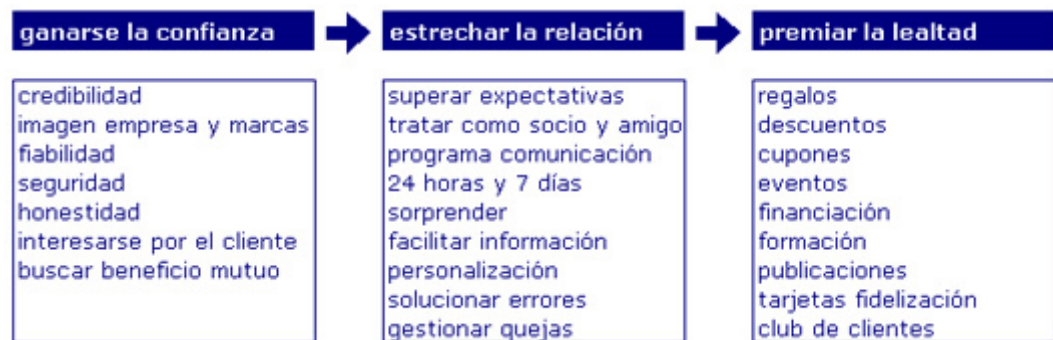 ganarse la confianza
credibilidad
imagen empresa y marcas
fiabilidad
seguridad
honestidad
interesarse por el cliente
buscar beneficio mutuo
estrechar la relación
superar expectativas
tratar como socio y amigo
programa comunicación
24 horas y 7 días
sorprender
facilitar información
personalización
solucionar errores
gestionar quejas
premiar la lealtad
regalos
descuentos
cupones
eventos
financiación
formación
publicaciones
tarjetas fidelización
club de clientes